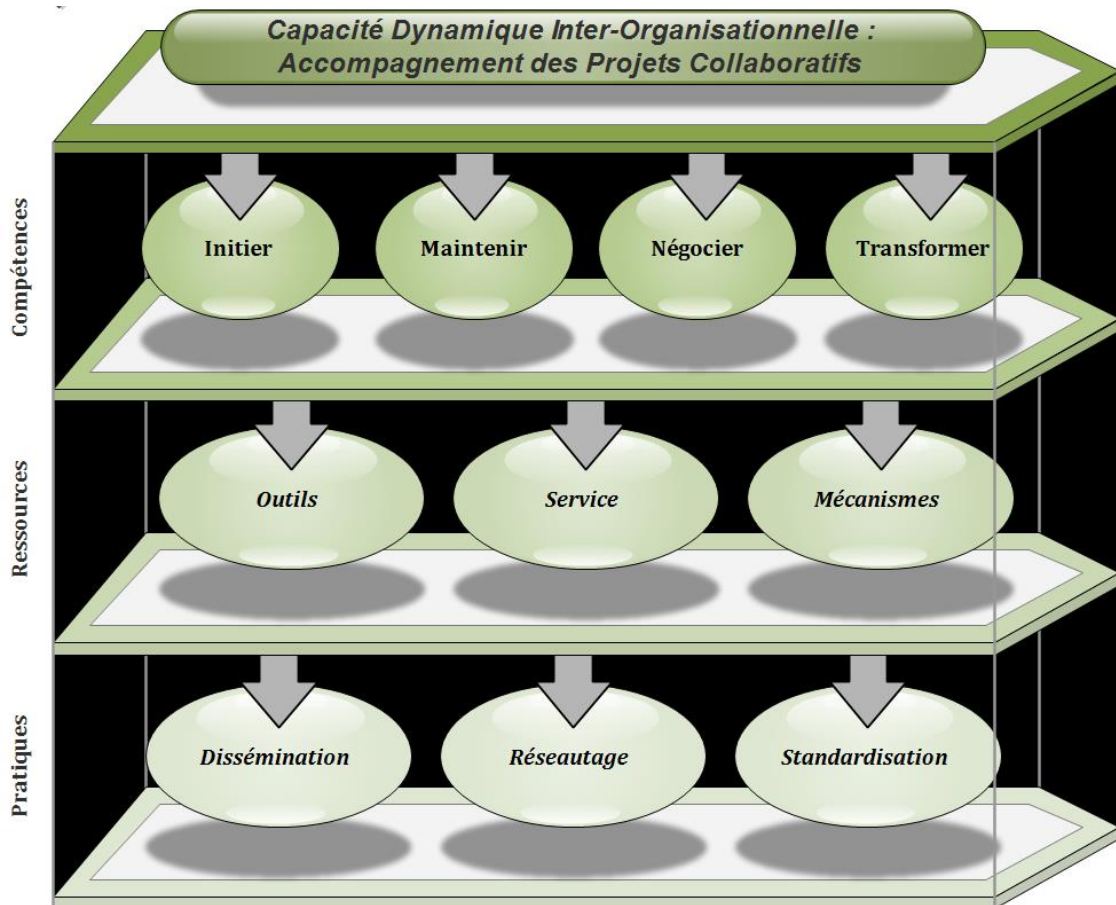 Capacité Dynamique Inter-Organisationnelle :
Accompagnement des Projets Collaboratifs
Compétences
Initier
Maintenir
Négocier
Transformer
Ressources
Outils
Service
Mécanismes
Pratiques
Dissémination
Réseautage
Standardisation